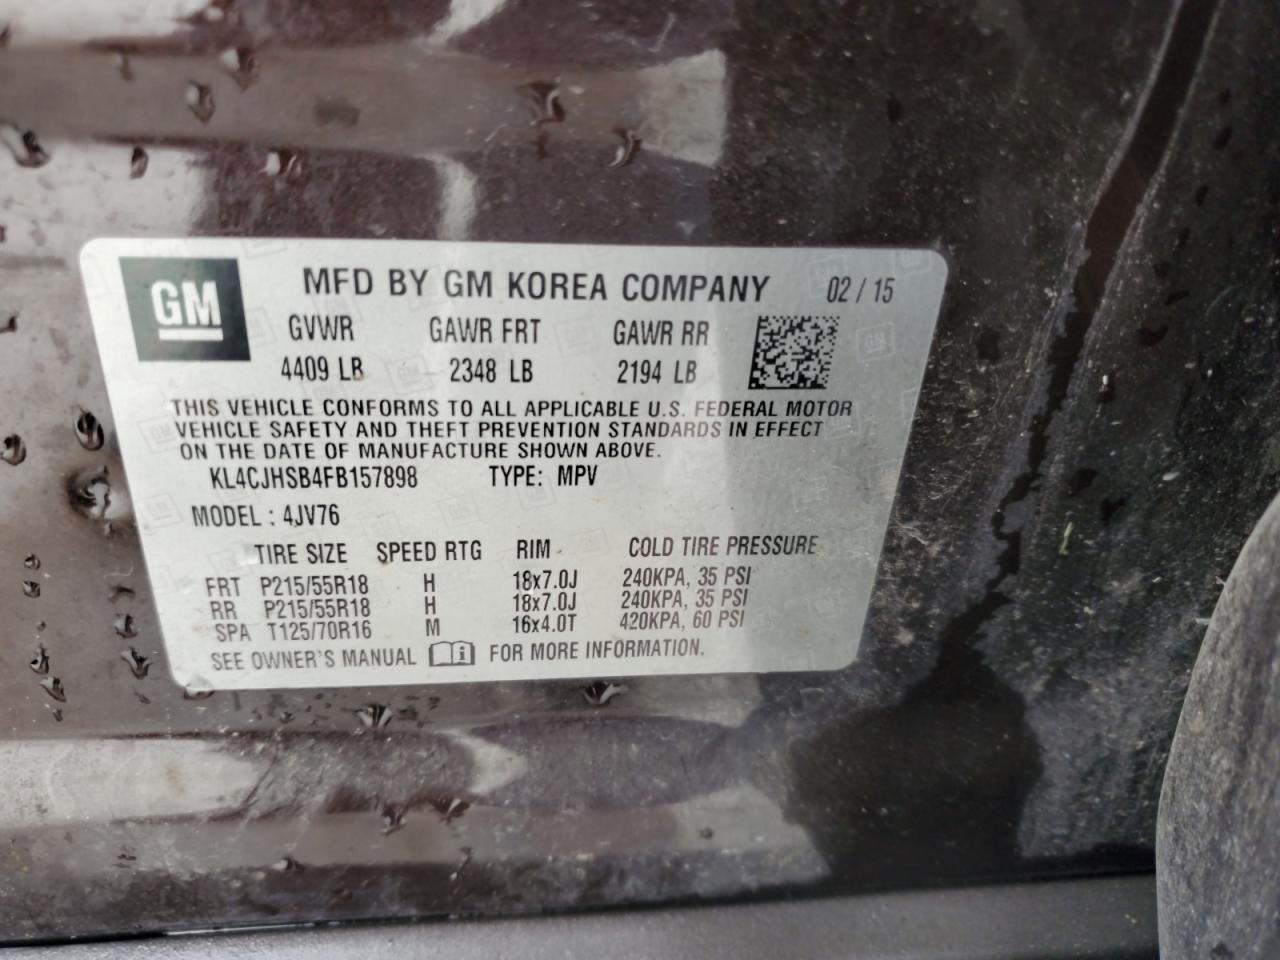 GM
MFD BY GM KOREA COMPANY 02 / 15
GVWR GAWR FRT GAWR RR
4409 LB 2348 LB 2194 LB
THIS VEHICLE CONFORMS TO ALL APPLICABLE U.S. FEDERAL MOTOR
VEHICLE SAFETY AND THEFT PREVENTION STANDARDS IN EFFECT
ON THE DATE OF MANUFACTURE SHOWN ABOVE.
KL4CJHSB4FB157898 TYPE: MPV
MODEL : 4JV76
TIRE SIZE SPEED RTG RIM COLD TIRE PRESSURE
FRT P215/55R18 H 18x7.0J 240KPA, 35 PSI
RR P215/55R18 H 18x7.0J 240KPA, 35 PSI
SPA T125/70R16 M 16x4.0T 420KPA, 60 PSI
SEE OWNER'S MANUAL i FOR MORE INFORMATION.